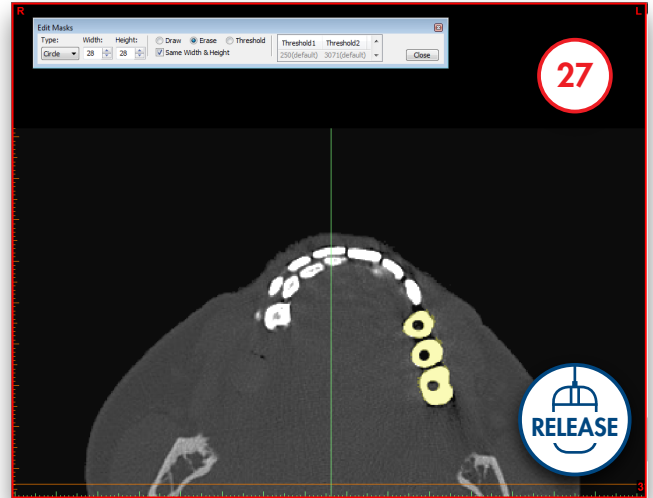 R
L
Edit Masks
Type: Width: Height: Draw Erase Threshold Threshold1 Threshold2
Circle 28 28 Same Width & Height 250(default) 3071(default) Close
27
RELEASE
3